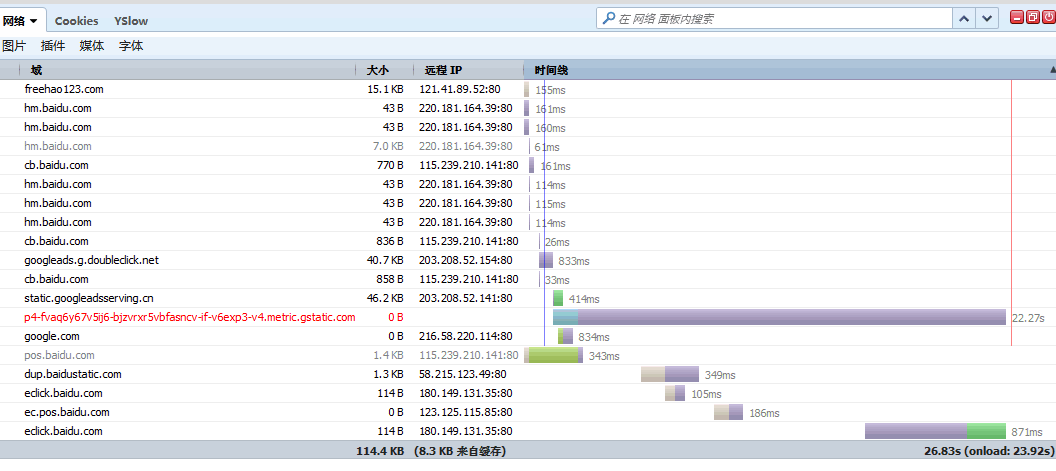 网络 Cookies YSlow 在 网络 面板内搜索
图片 插件 媒体 字体
域 大小 远程 IP 时间线
freehao123.com 15.1 KB 121.41.89.52:80 155ms
hm.baidu.com 43 B 220.181.164.39:80 161ms
hm.baidu.com 43 B 220.181.164.39:80 160ms
hm.baidu.com 7.0 KB 220.181.164.39:80 61ms
cb.baidu.com 770 B 115.239.210.141:80 161ms
hm.baidu.com 43 B 220.181.164.39:80 114ms
hm.baidu.com 43 B 220.181.164.39:80 115ms
hm.baidu.com 43 B 220.181.164.39:80 114ms
cb.baidu.com 836 B 115.239.210.141:80 26ms
googleads.g.doubleclick.net 40.7 KB 203.208.52.154:80 833ms
cb.baidu.com 858 B 115.239.210.141:80 33ms
static.googleadsserving.cn 46.2 KB 203.208.52.141:80 414ms
p4-fvaq6y67v5ij6-bjzvrxr5vbfasncv-if-v6exp3-v4.metric.gstatic.com 0 B 22.27s
google.com 0 B 216.58.220.114:80 834ms
pos.baidu.com 1.4 KB 115.239.210.141:80 343ms
dup.baidustatic.com 1.3 KB 58.215.123.49:80 349ms
eclick.baidu.com 114 B 180.149.131.35:80 105ms
ec.pos.baidu.com 0 B 123.125.115.85:80 186ms
eclick.baidu.com 114 B 180.149.131.35:80 871ms
114.4 KB (8.3 KB 来自缓存) 26.83s (onload: 23.92s)